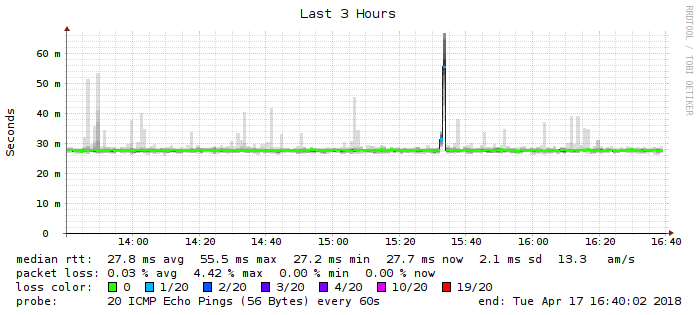 Last 3 Hours
RRDTOOL / TOBI OETIKER
Seconds
60 m
50 m
40 m
30 m
20 m
10 m
0
14:00 14:20 14:40 15:00 15:20 15:40 16:00 16:20 16:40
median rtt: 27.8 ms avg 55.5 ms max 27.2 ms min 27.7 ms now 2.1 ms sd 13.3 am/s
packet loss: 0.03 % avg 4.42 % max 0.00 % min 0.00 % now
loss color: 0 1/20 2/20 3/20 4/20 10/20 19/20
probe: 20 ICMP Echo Pings (56 Bytes) every 60s end: Tue Apr 17 16:40:02 2018